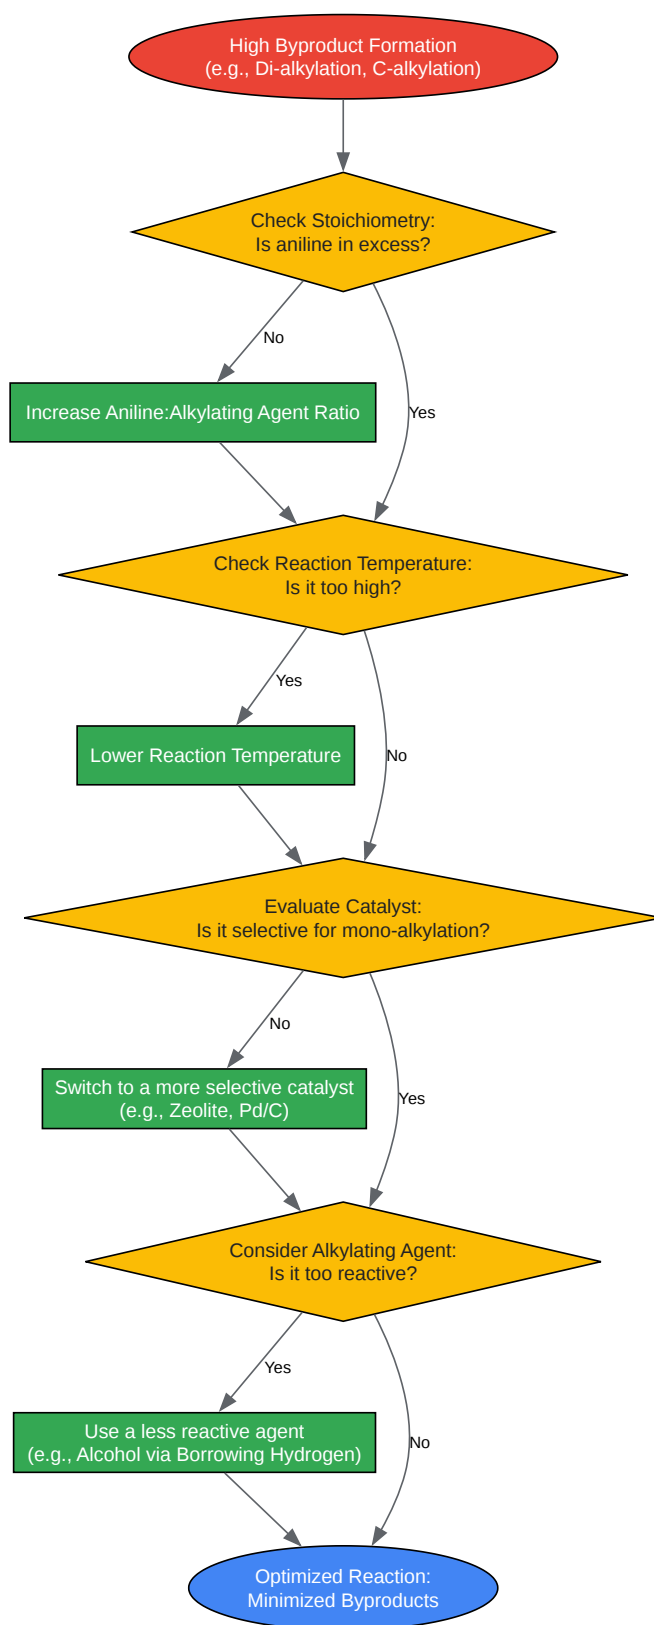 High Byproduct Formation
(e.g., Di-alkylation, C-alkylation)
Check Stoichiometry:
Is aniline in excess?
No
Yes
Increase Aniline:Alkylating Agent Ratio
Check Reaction Temperature:
Is it too high?
Yes
No
Lower Reaction Temperature
Evaluate Catalyst:
Is it selective for mono-alkylation?
No
Yes
Switch to a more selective catalyst
(e.g., Zeolite, Pd/C)
Consider Alkylating Agent:
Is it too reactive?
Yes
No
Use a less reactive agent
(e.g., Alcohol via Borrowing Hydrogen)
Optimized Reaction:
Minimized Byproducts